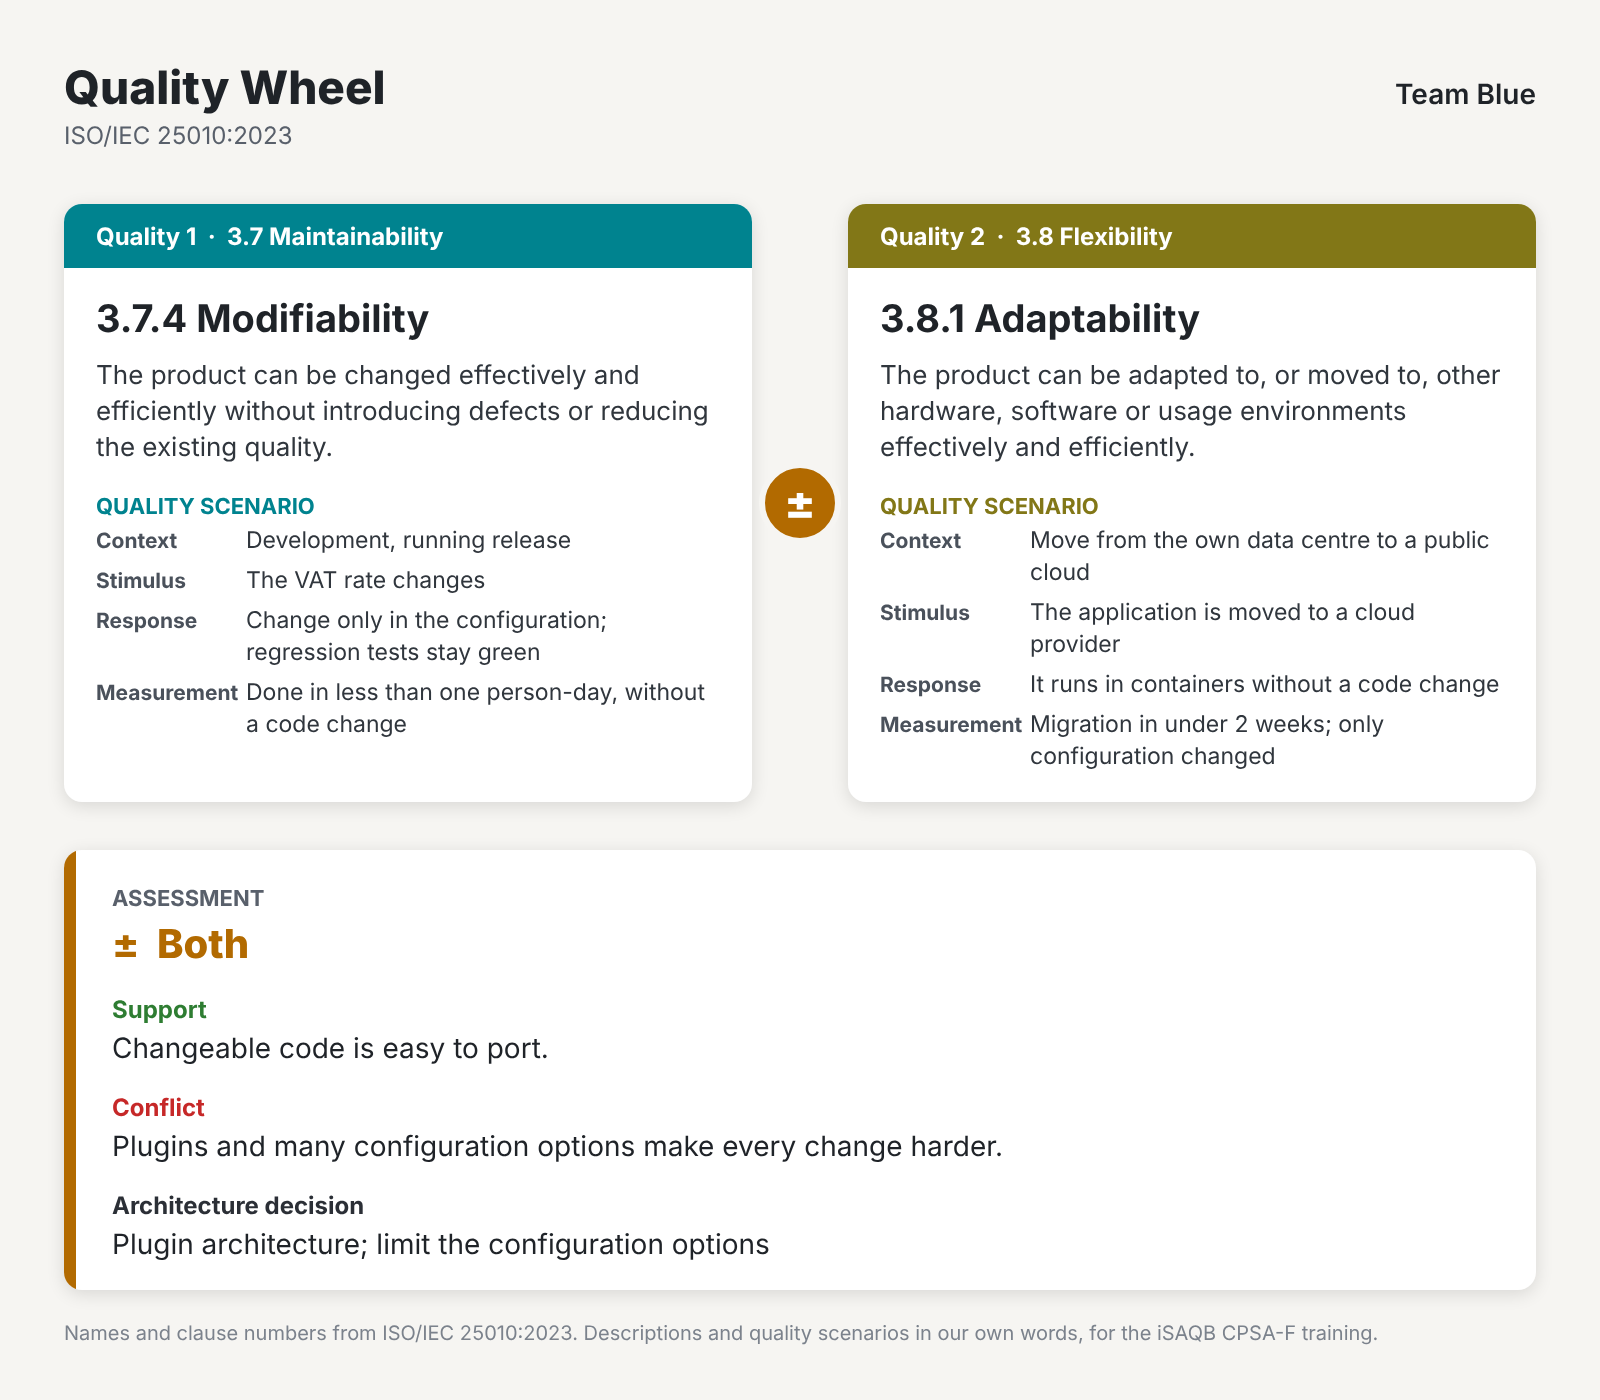 Quality Wheel
Team Blue
ISO/IEC 25010:2023
Quality 1 · 3.7 Maintainability
3.7.4 Modifiability
The product can be changed effectively and
efficiently without introducing defects or reducing
the existing quality.
QUALITY SCENARIO
Context Development, running release
Stimulus The VAT rate changes
Response Change only in the configuration;
regression tests stay green
Measurement Done in less than one person-day, without
a code change
±
Quality 2 · 3.8 Flexibility
3.8.1 Adaptability
The product can be adapted to, or moved to, other
hardware, software or usage environments
effectively and efficiently.
QUALITY SCENARIO
Context Move from the own data centre to a public
cloud
Stimulus The application is moved to a cloud
provider
Response It runs in containers without a code change
Measurement Migration in under 2 weeks; only
configuration changed
ASSESSMENT
± Both
Support
Changeable code is easy to port.
Conflict
Plugins and many configuration options make every change harder.
Architecture decision
Plugin architecture; limit the configuration options
Names and clause numbers from ISO/IEC 25010:2023. Descriptions and quality scenarios in our own words, for the iSAQB CPSA-F training.